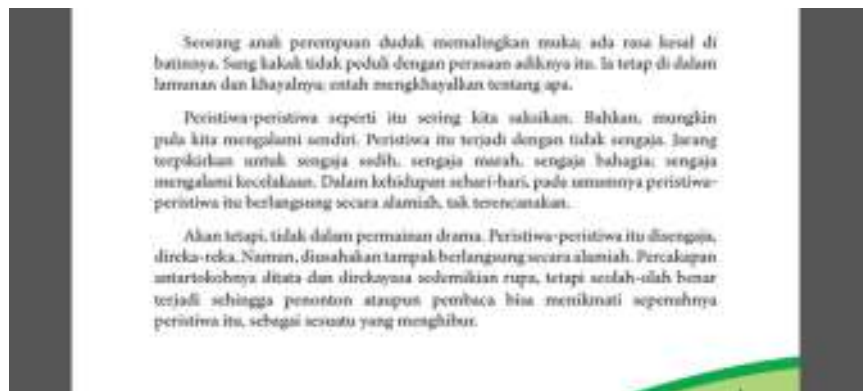 Seorang anak perempuan duduk memalingkan muka; ada rasa kesal di
batinnya. Sang kakak tidak peduli dengan perasaan adiknya itu. Ia tetap di dalam
lamunan dan khayalnya; entah mengkhayalkan tentang apa.
Peristiwa-peristiwa seperti itu sering kita saksikan. Bahkan, mungkin
pula kita mengalami sendiri. Peristiwa itu terjadi dengan tidak sengaja. Jarang
terpikirkan untuk sengaja sedih, sengaja marah, sengaja bahagia; sengaja
mengalami kecelakaan. Dalam kehidupan sehari-hari, pada umumnya peristiwa-
peristiwa itu berlangsung secara alamiah, tak terencanakan.
Akan tetapi, tidak dalam permainan drama. Peristiwa-peristiwa itu disengaja,
direka-reka. Namun, diusahakan tampak berlangsung secara alamiah. Percakapan
antartokohnya ditata dan direkayasa sedemikian rupa, tetapi seolah-olah benar
terjadi sehingga penonton ataupun pembaca bisa menikmati sepenuhnya
peristiwa itu, sebagai sesuatu yang menghibur.